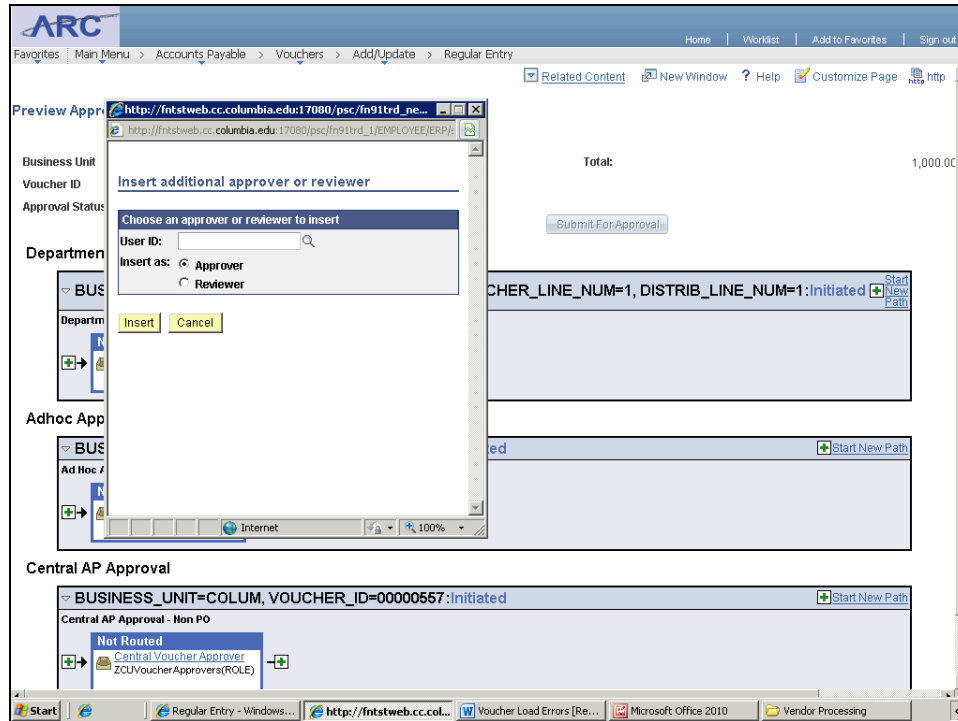 ARC
Home | Worklist | Add to Favorites | Sign out
Favorites Main Menu > Accounts Payable > Vouchers > Add/Update > Regular Entry
Related Content New Window ? Help Customize Page http
Preview Appr
http://fntstweb.cc.columbia.edu:17080/psc/fn91trd_ne...
http://fntstweb.cc.columbia.edu:17080/psc/fn91trd_1/EMPLOYEE/ERP/
Business Unit
Total:
1,000.00
Voucher ID
Approval Status
Submit For Approval
Insert additional approver or reviewer
Choose an approver or reviewer to insert
User ID:
Insert as: Approver
Reviewer
Insert Cancel
Departmen
BUS
CHER_LINE_NUM=1, DISTRIB_LINE_NUM=1:Initiated
Start New Path
Departm
N
Adhoc App
BUS
ted
Start New Path
Ad Hoc A
N
Internet
100%
Central AP Approval
BUSINESS_UNIT=COLUM, VOUCHER_ID=00000557:Initiated
Start New Path
Central AP Approval - Non PO
Not Routed
Central Voucher Approver
ZCUVoucherApprovers(ROLE)
Start
Regular Entry - Windows...
http://fntstweb.cc.col...
Voucher Load Errors [Re...
Microsoft Office 2010
Vendor Processing